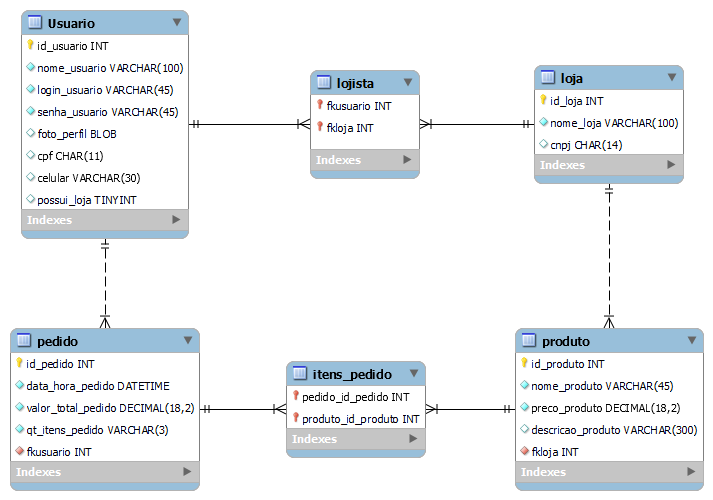 Usuario
id_usuario INT
nome_usuario VARCHAR(100)
login_usuario VARCHAR(45)
senha_usuario VARCHAR(45)
foto_perfil BLOB
cpf CHAR(11)
celular VARCHAR(30)
possui_loja TINYINT
Indexes
lojista
fkusuario INT
fkloja INT
Indexes
loja
id_loja INT
nome_loja VARCHAR(100)
cnpj CHAR(14)
Indexes
pedido
id_pedido INT
data_hora_pedido DATETIME
valor_total_pedido DECIMAL(18,2)
qt_itens_pedido VARCHAR(3)
fkusuario INT
Indexes
itens_pedido
pedido_id_pedido INT
produto_id_produto INT
Indexes
produto
id_produto INT
nome_produto VARCHAR(45)
preco_produto DECIMAL(18,2)
descricao_produto VARCHAR(300)
fkloja INT
Indexes